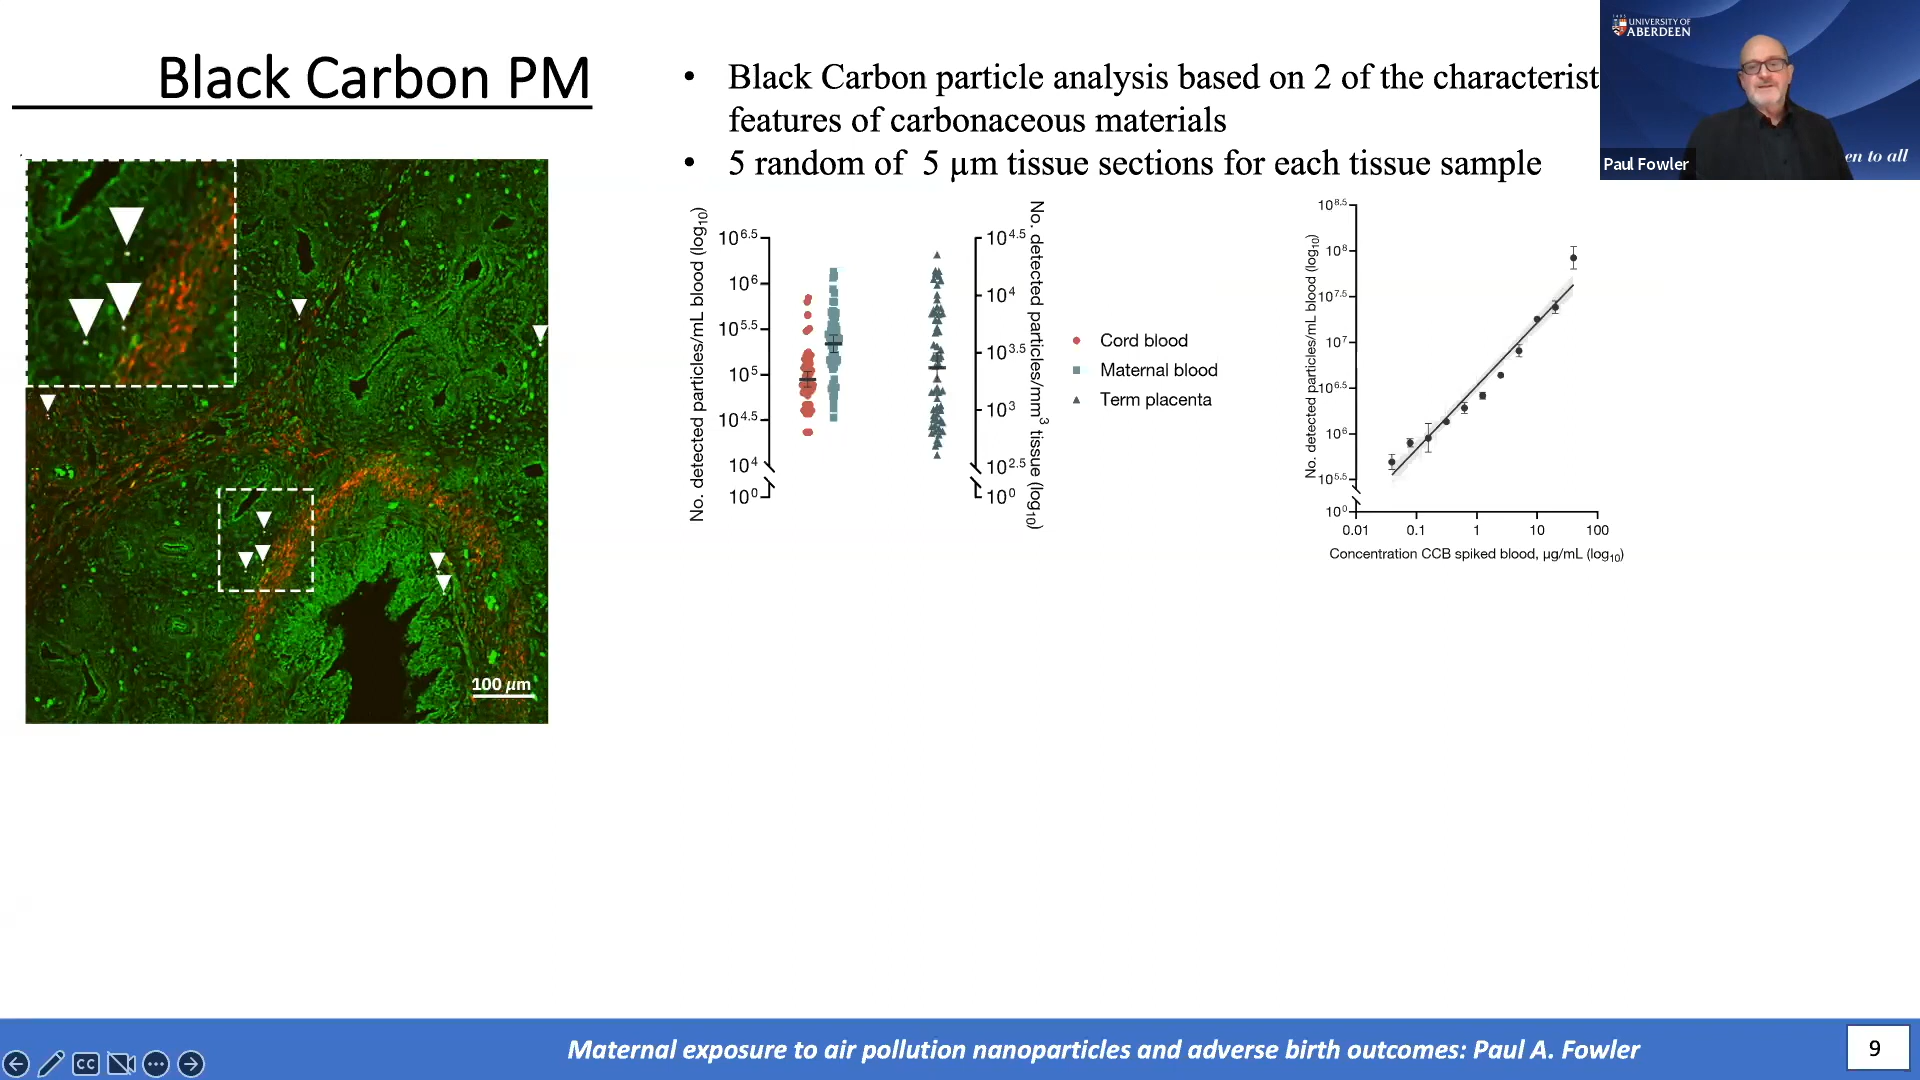 Black Carbon PM
• Black Carbon particle analysis based on 2 of the characterist
features of carbonaceous materials
• 5 random of 5 µm tissue sections for each tissue sample
UNIVERSITY OF
ABERDEEN
en to all
Paul Fowler
100 µm
No. detected particles/mL blood (log10)
10^6.5
10^6
10^5.5
10^5
10^4.5
10^4
10^0
10^4.5
10^4
10^3.5
10^3
10^2.5
10^0
No. detected particles/mm³ tissue (log10)
Cord blood
Maternal blood
Term placenta
No. detected particles/mL blood (log10)
10^8.5
10^8
10^7.5
10^7
10^6.5
10^6
10^5.5
10^0
0.01 0.1 1 10 100
Concentration CCB spiked blood, µg/mL (log10)
CC
Maternal exposure to air pollution nanoparticles and adverse birth outcomes: Paul A. Fowler
9